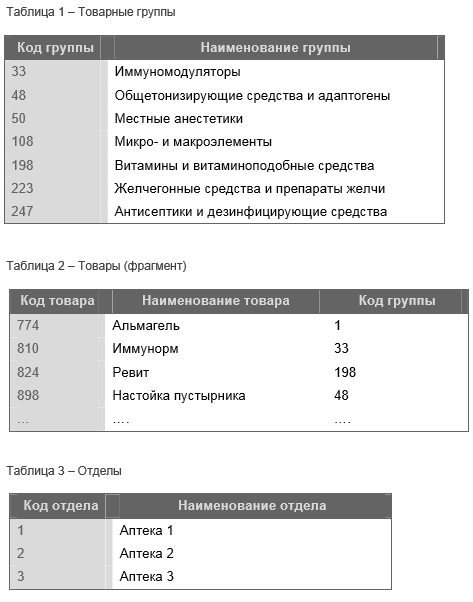 Таблица 1 – Товарные группы
Код группы Наименование группы
33 Иммуномодуляторы
48 Общетонизирующие средства и адаптогены
50 Местные анестетики
108 Микро- и макроэлементы
198 Витамины и витаминоподобные средства
223 Желчегонные средства и препараты желчи
247 Антисептики и дезинфицирующие средства
Таблица 2 – Товары (фрагмент)
Код товара Наименование товара Код группы
774 Альмагель 1
810 Иммунорм 33
824 Ревит 198
898 Настойка пустырника 48
... .... ....
Таблица 3 – Отделы
Код отдела Наименование отдела
1 Аптека 1
2 Аптека 2
3 Аптека 3